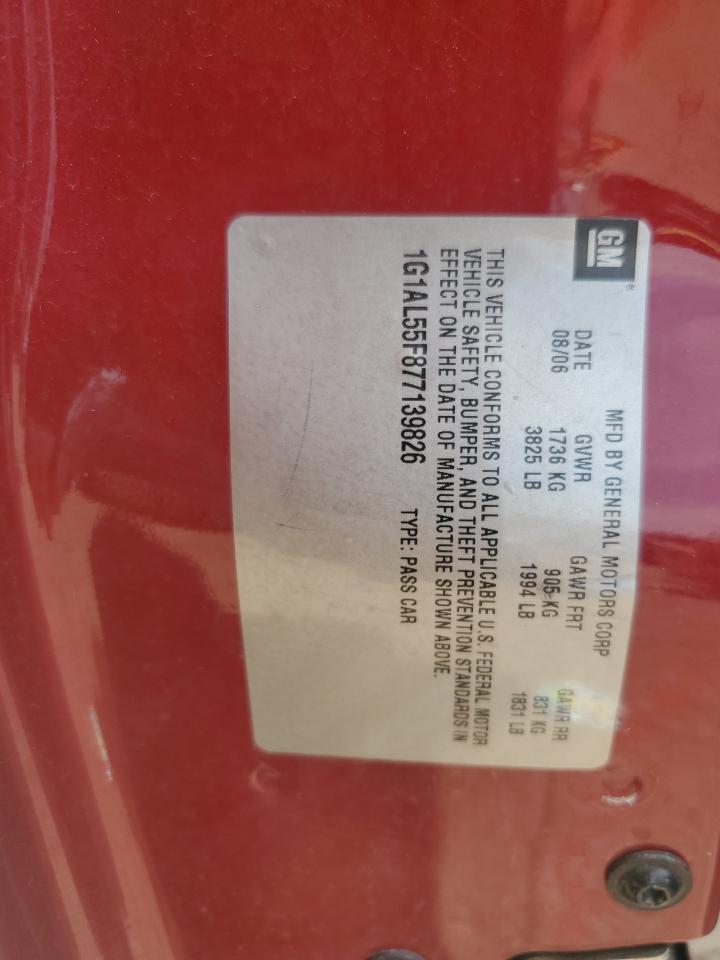 GM®
MFD BY GENERAL MOTORS CORP
DATE GVWR GAWR FRT GAWR RR
08/06 1736 KG 905 KG 831 KG
3825 LB 1994 LB 1831 LB
THIS VEHICLE CONFORMS TO ALL APPLICABLE U.S. FEDERAL MOTOR
VEHICLE SAFETY, BUMPER, AND THEFT PREVENTION STANDARDS IN
EFFECT ON THE DATE OF MANUFACTURE SHOWN ABOVE.
1G1AL55F877139826 TYPE: PASS CAR